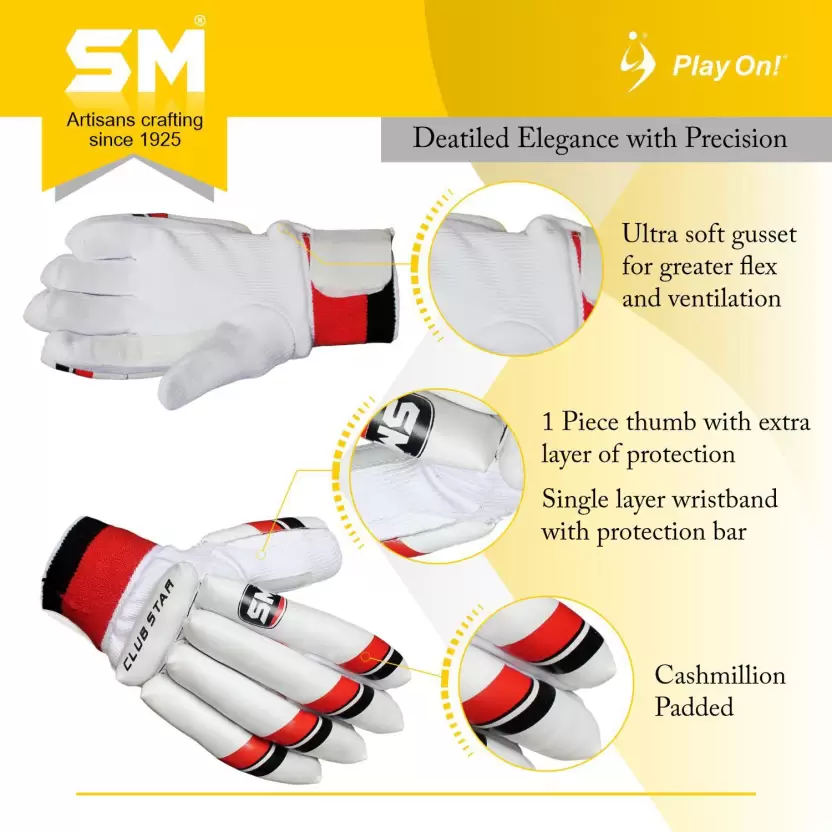 SM®
Artisans crafting
since 1925
Play On!®
Deatiled Elegance with Precision
Ultra soft gusset
for greater flex
and ventilation
SM
1 Piece thumb with extra
layer of protection
Single layer wristband
with protection bar
CLUB STAR
SM
Cashmillion
Padded